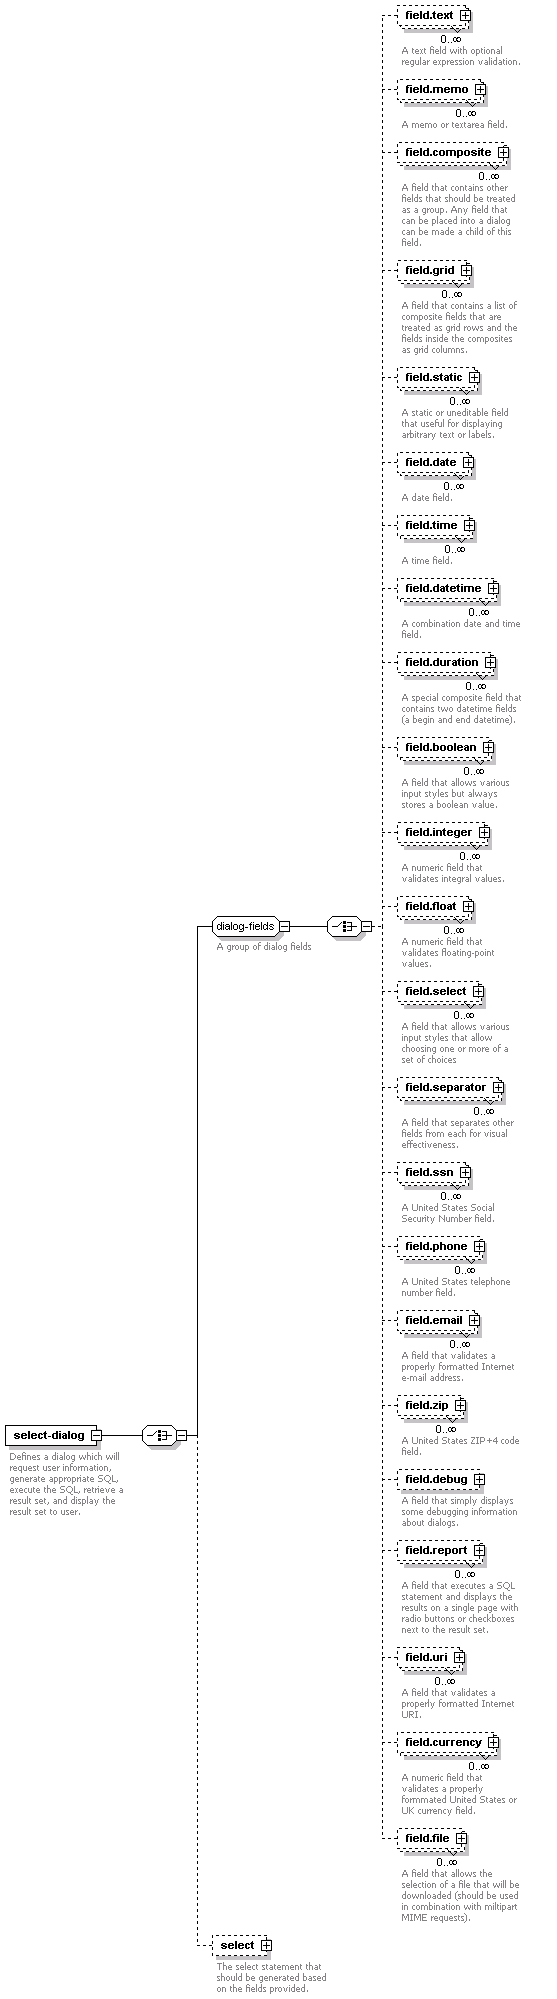 field.text
0..∞
A text field with optional
regular expression validation.
field.memo
0..∞
A memo or textarea field.
field.composite
0..∞
A field that contains other
fields that should be treated
as a group. Any field that
can be placed into a dialog
can be made a child of this
field.
field.grid
0..∞
A field that contains a list of
composite fields that are
treated as grid rows and the
fields inside the composites
as grid columns.
field.static
0..∞
A static or uneditable field
that useful for displaying
arbitrary text or labels.
field.date
0..∞
A date field.
field.time
0..∞
A time field.
field.datetime
0..∞
A combination date and time
field.
field.duration
0..∞
A special composite field that
contains two datetime fields
(a begin and end datetime).
field.boolean
0..∞
A field that allows various
input styles but always
stores a boolean value.
field.integer
0..∞
A numeric field that
validates integral values.
field.float
0..∞
A numeric field that
validates floating-point
values.
dialog-fields
A group of dialog fields
field.select
0..∞
A field that allows various
input styles that allow
choosing one or more of a
set of choices
field.separator
0..∞
A field that separates other
fields from each for visual
effectiveness.
field.ssn
0..∞
A United States Social
Security Number field.
field.phone
0..∞
A United States telephone
number field.
field.email
0..∞
A field that validates a
properly formatted Internet
e-mail address.
field.zip
0..∞
A United States ZIP+4 code
field.
select-dialog
Defines a dialog which will
request user information,
generate appropriate SQL,
execute the SQL, retrieve a
result set, and display the
result set to user.
field.debug
A field that simply displays
some debugging information
about dialogs.
field.report
0..∞
A field that executes a SQL
statement and displays the
results on a single page with
radio buttons or checkboxes
next to the result set.
field.uri
0..∞
A field that validates a
properly formatted Internet
URI.
field.currency
0..∞
A numeric field that
validates a properly
formmated United States or
UK currency field.
field.file
0..∞
A field that allows the
selection of a file that will be
downloaded (should be used
in combination with miltipart
MIME requests).
select
The select statement that
should be generated based
on the fields provided.